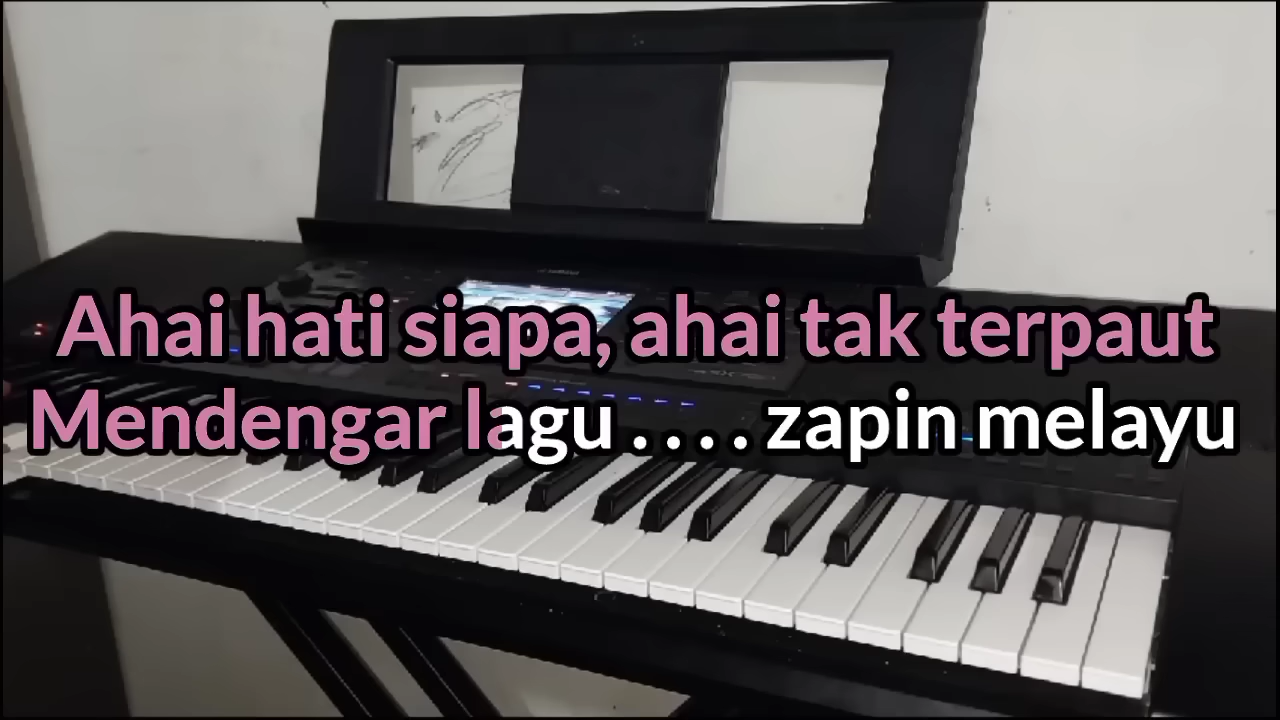 Ahai hati siapa, ahai tak terpaut
Mendengar lagu . . . . zapin melayu